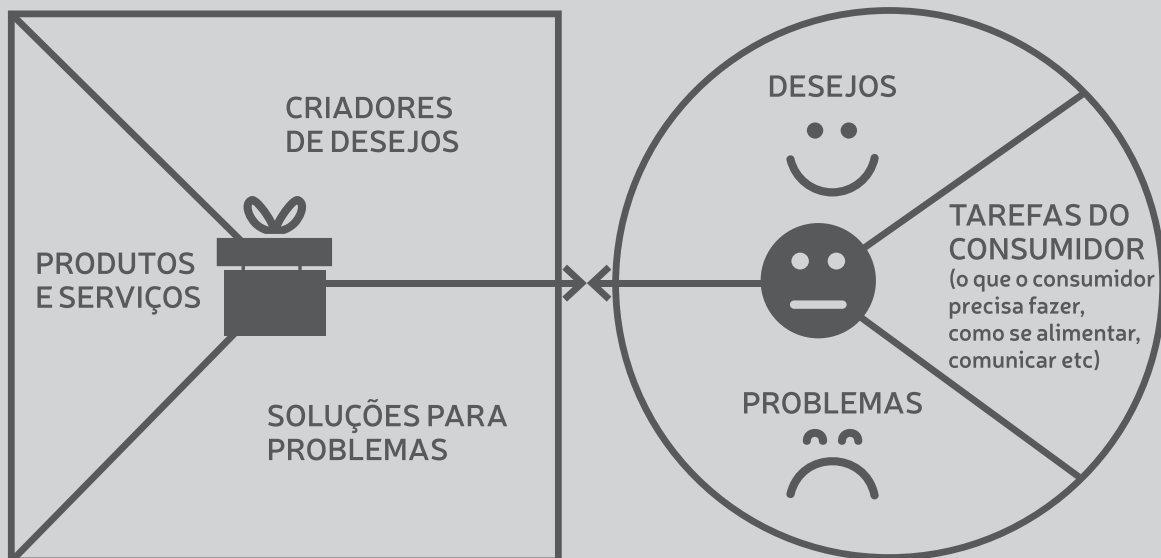 CRIADORES
DE DESEJOS
PRODUTOS
E SERVIÇOS
SOLUÇÕES PARA
PROBLEMAS
DESEJOS
TAREFAS DO
CONSUMIDOR
(o que o consumidor
precisa fazer,
como se alimentar,
comunicar etc)
PROBLEMAS